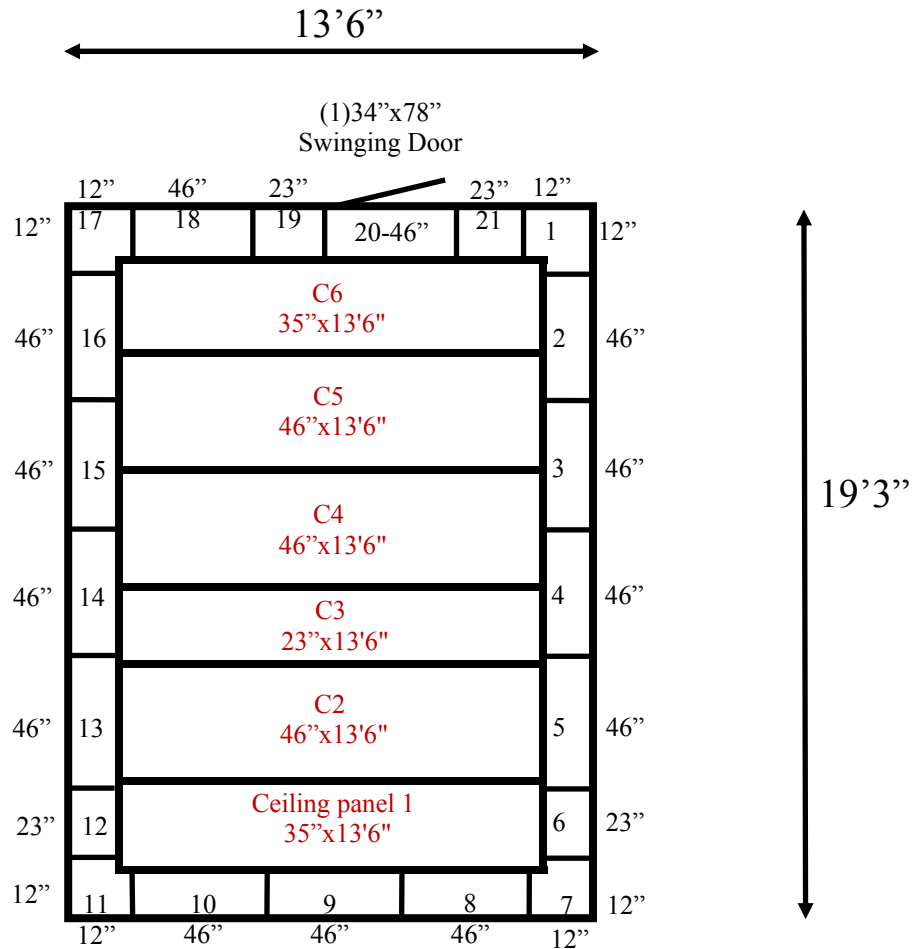 13’6”
(1)34”x78”
Swinging Door
12” 46” 23” 23” 12”
12” 17 18 19 20-46” 21 1 12”
C6
35”x13'6"
46” 16 2 46”
C5
46”x13'6"
46” 15 3 46”
19’3”
C4
46”x13'6"
46” 14 4 46”
C3
23”x13'6"
C2
46”x13'6"
46” 13 5 46”
Ceiling panel 1
35”x13'6"
23” 12 6 23”
12” 11 10 9 8 7 12”
12” 46” 46” 46” 12”